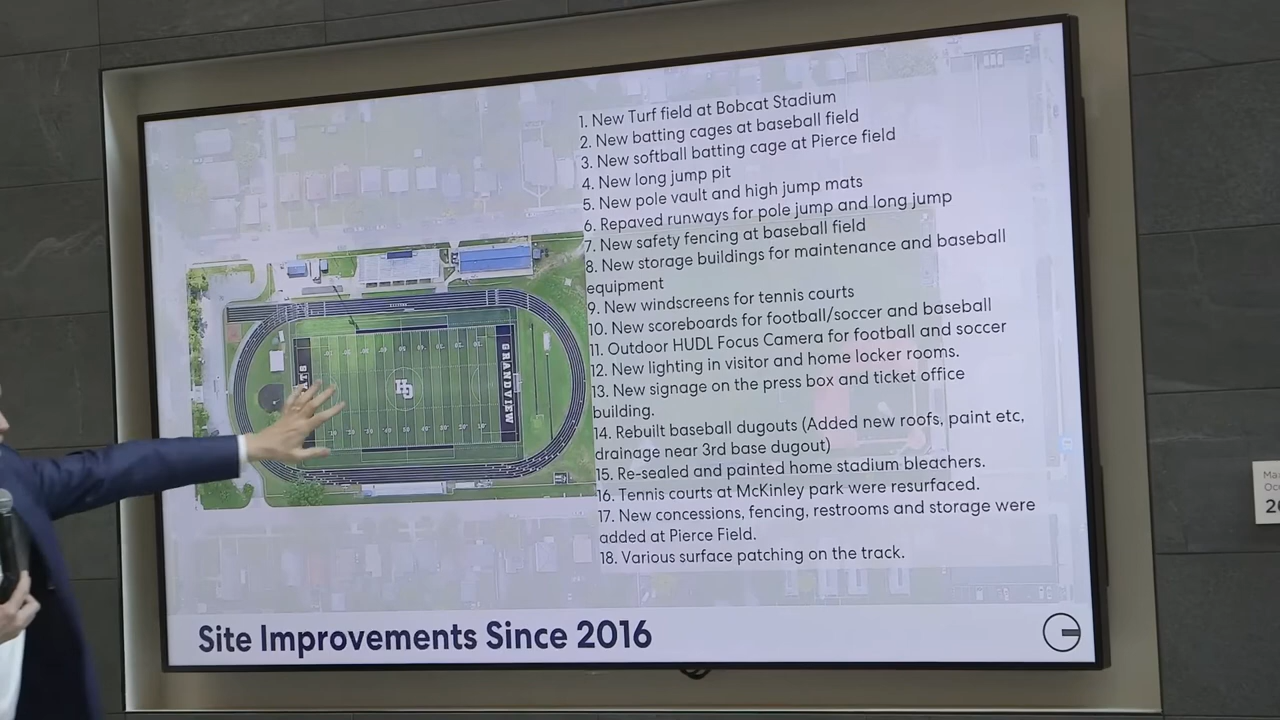 1. New Turf field at Bobcat Stadium
2. New batting cages at baseball field
3. New softball batting cage at Pierce field
4. New long jump pit
5. New pole vault and high jump mats
6. Repaved runways for pole jump and long jump
7. New safety fencing at baseball field
8. New storage buildings for maintenance and baseball
equipment
9. New windscreens for tennis courts
10. New scoreboards for football/soccer and baseball
11. Outdoor HUDL Focus Camera for football and soccer
12. New lighting in visitor and home locker rooms.
13. New signage on the press box and ticket office
building.
14. Rebuilt baseball dugouts (Added new roofs, paint etc,
drainage near 3rd base dugout)
15. Re-sealed and painted home stadium bleachers.
16. Tennis courts at McKinley park were resurfaced.
17. New concessions, fencing, restrooms and storage were
added at Pierce Field.
18. Various surface patching on the track.
GRANDVIEW
Site Improvements Since 2016